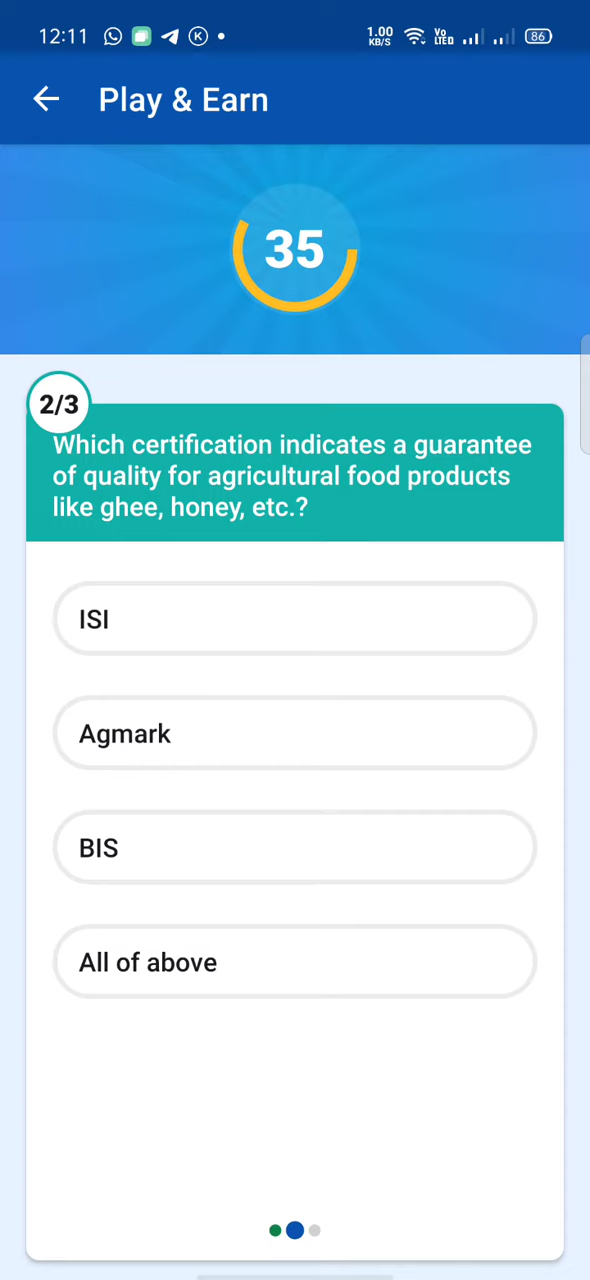 12:11 K 1.00 KB/S Vo LTE 86
Play & Earn
35
2/3
Which certification indicates a guarantee
of quality for agricultural food products
like ghee, honey, etc.?
ISI
Agmark
BIS
All of above